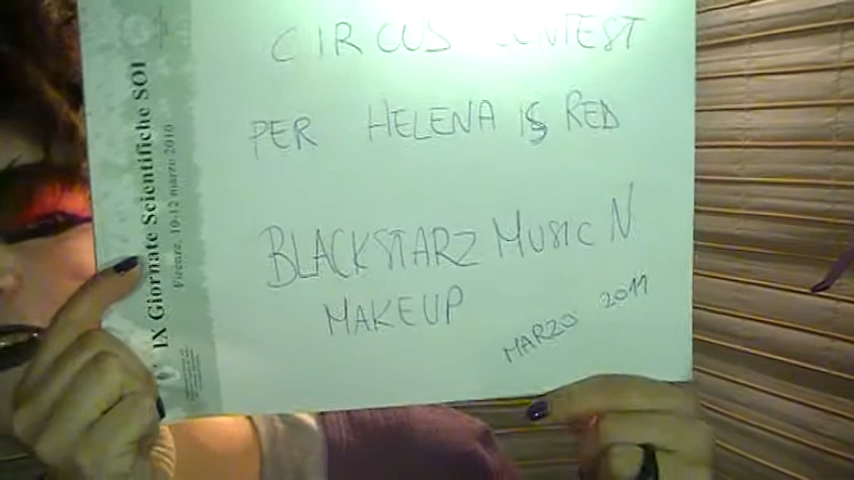 CIRCUS CONTEST
PER HELENA IS RED
BLACKSTARZ MUSIC N
MAKEUP
MARZO 2011
IX Giornate Scientifiche SOI
Firenze, 10-12 marzo 2010